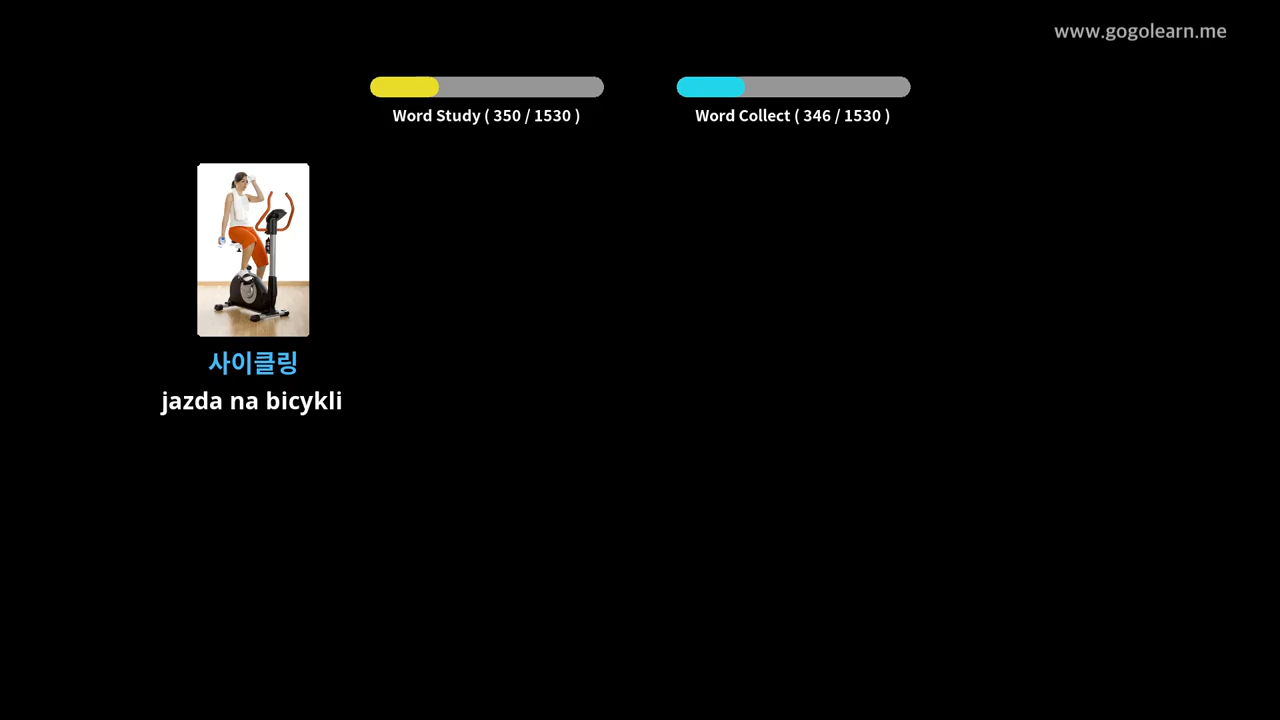 www.gogolearn.me
Word Study ( 350 / 1530 )
Word Collect ( 346 / 1530 )
사이클링
jazda na bicykli